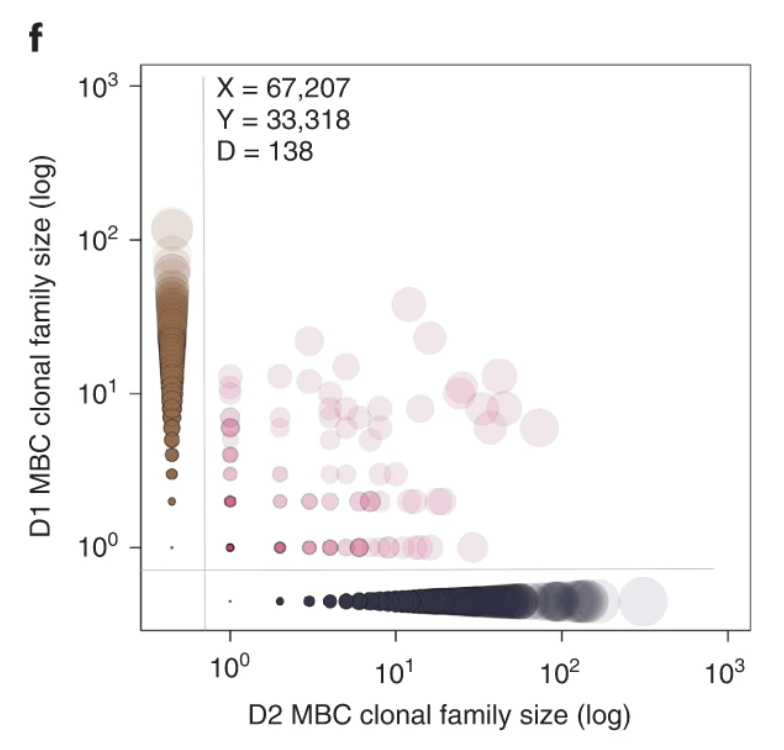 f
X = 67,207
Y = 33,318
D = 138
D1 MBC clonal family size (log)
10³
10²
10¹
10⁰
10⁰ 10¹ 10² 10³
D2 MBC clonal family size (log)